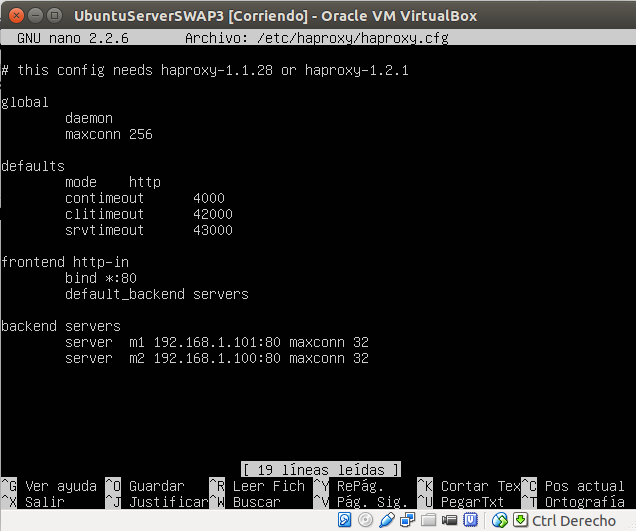 UbuntuServerSWAP3 [Corriendo] - Oracle VM VirtualBox
GNU nano 2.2.6 Archivo: /etc/haproxy/haproxy.cfg
# this config needs haproxy-1.1.28 or haproxy-1.2.1
global
daemon
maxconn 256
defaults
mode http
contimeout 4000
clitimeout 42000
srvtimeout 43000
frontend http-in
bind *:80
default_backend servers
backend servers
server m1 192.168.1.101:80 maxconn 32
server m2 192.168.1.100:80 maxconn 32
[ 19 líneas leídas ]
^G Ver ayuda ^O Guardar ^R Leer Fich ^Y RePág. ^K Cortar Tex ^C Pos actual
^X Salir ^J Justificar ^W Buscar ^V Pág. Sig. ^U PegarTxt ^T Ortografía
Ctrl Derecho